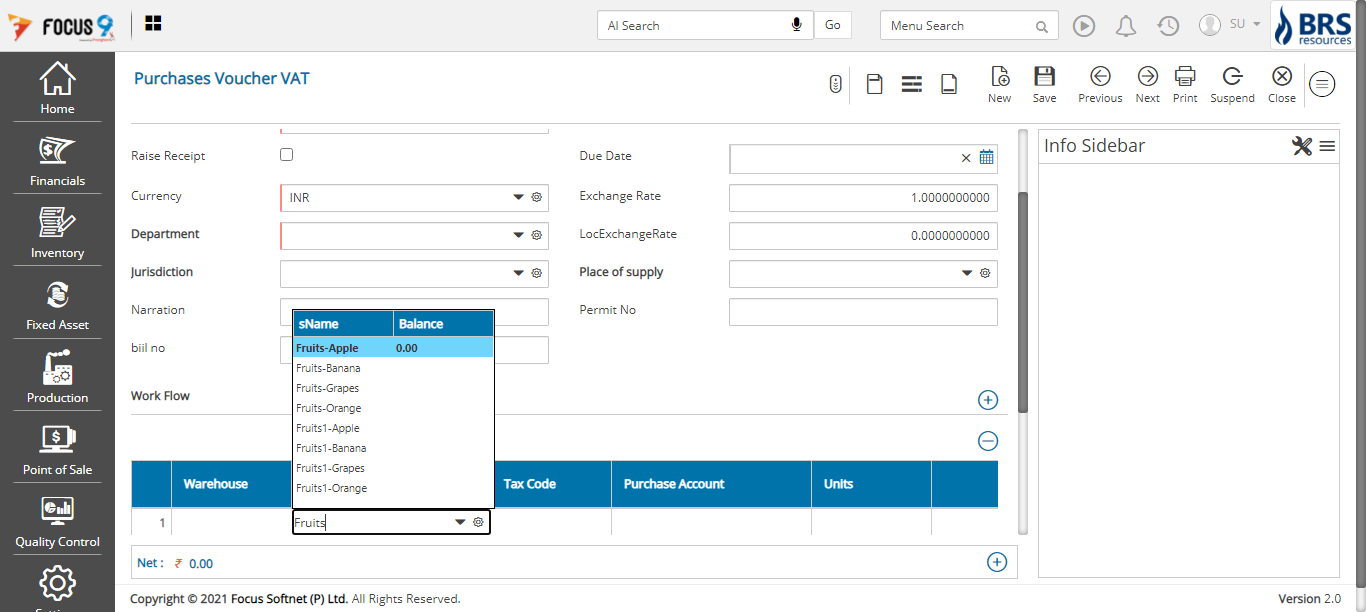 FOCUS 9
AI Search
Go
Menu Search
SU
BRS
resources
Home
Financials
Inventory
Fixed Asset
Production
Point of Sale
Quality Control
Purchases Voucher VAT
New
Save
Previous
Next
Print
Suspend
Close
Raise Receipt
Due Date
Currency
INR
Exchange Rate
1.0000000000
Department
LocExchangeRate
0.0000000000
Jurisdiction
Place of supply
Narration
Permit No
biil no
Work Flow
sName Balance
Fruits-Apple 0.00
Fruits-Banana
Fruits-Grapes
Fruits-Orange
Fruits1-Apple
Fruits1-Banana
Fruits1-Grapes
Fruits1-Orange
Warehouse
Tax Code
Purchase Account
Units
1
Fruits
Net : ₹ 0.00
Info Sidebar
Copyright © 2021 Focus Softnet (P) Ltd. All Rights Reserved.
Version 2.0